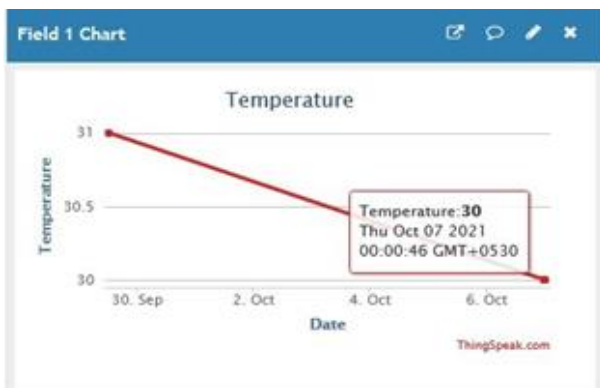 Field 1 Chart
Temperature
Temperature
31
30.5
30
Temperature:30
Thu Oct 07 2021
00:00:46 GMT+0530
30. Sep
2. Oct
4. Oct
6. Oct
Date
ThingSpeak.com